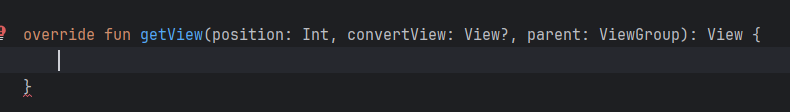 override fun getView(position: Int, convertView: View?, parent: ViewGroup): View {
}